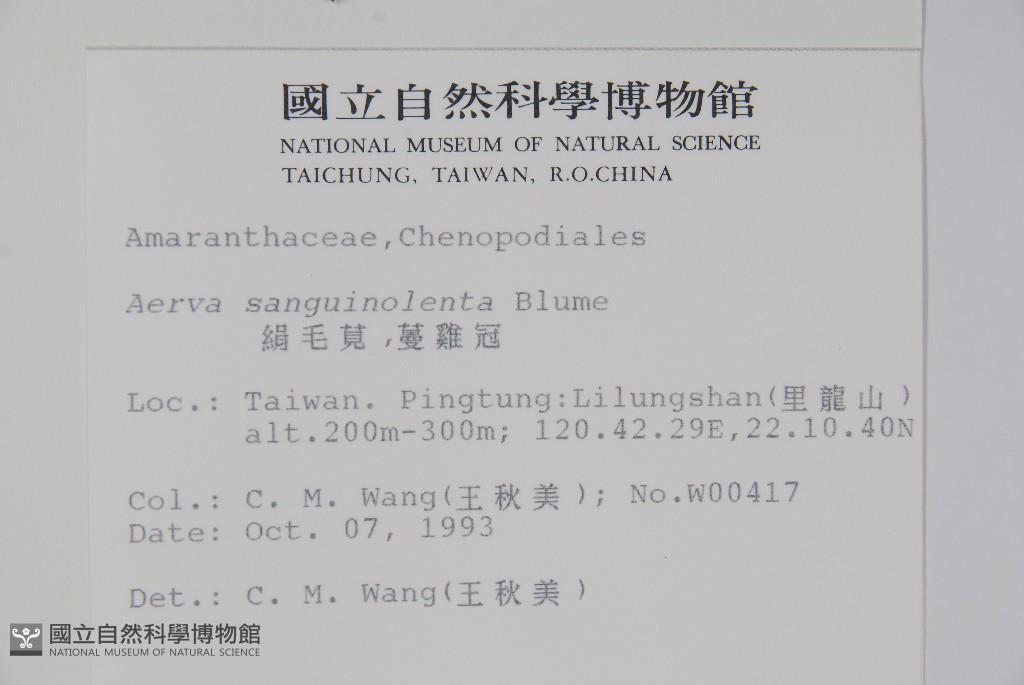 國立自然科學博物館
NATIONAL MUSEUM OF NATURAL SCIENCE
TAICHUNG, TAIWAN, R.O.CHINA
Amaranthaceae,Chenopodiales
Aerva sanguinolenta Blume
絹毛莧,蔓雞冠
Loc.: Taiwan. Pingtung:Lilungshan(里龍山)
alt.200m-300m; 120.42.29E,22.10.40N
Col.: C. M. Wang(王秋美); No.W00417
Date: Oct. 07, 1993
Det.: C. M. Wang(王秋美)
國立自然科學博物館
NATIONAL MUSEUM OF NATURAL SCIENCE